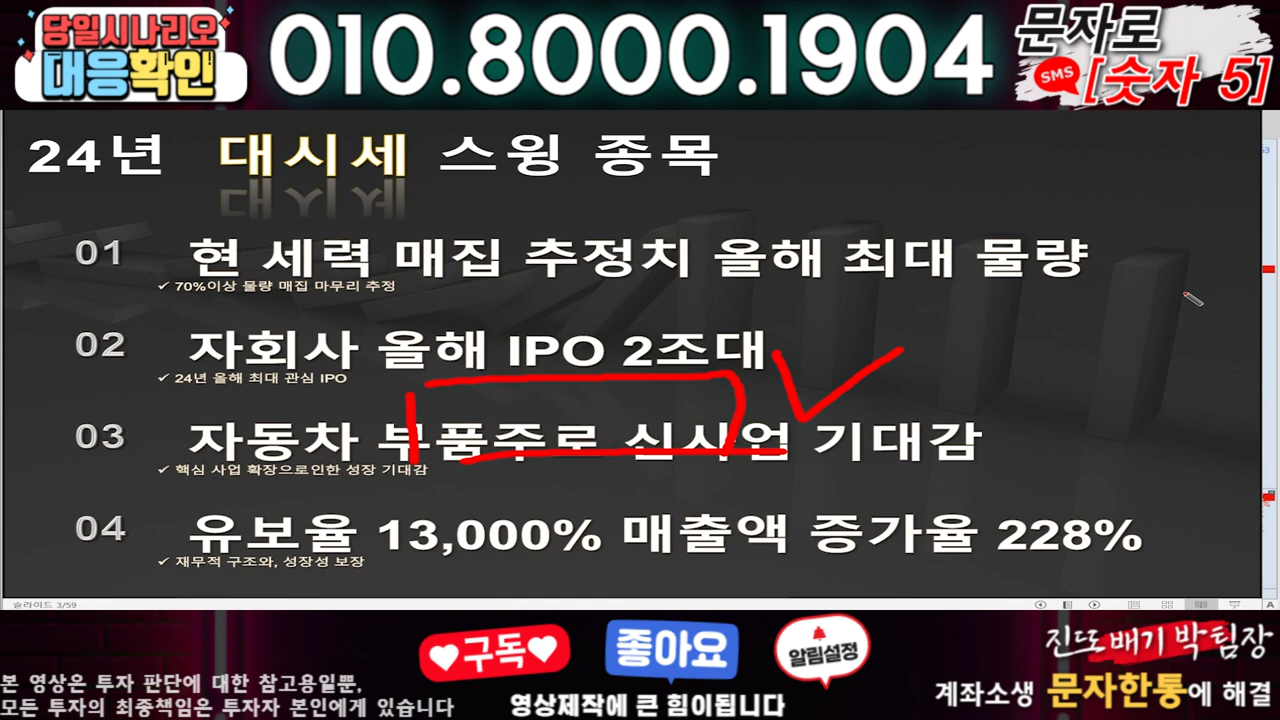 당일시나리오
대응확인
010.8000.1904
문자로
SMS [숫자 5]
24년 대시세 스윙 종목
01 현 세력 매집 추정치 올해 최대 물량
✓ 70%이상 물량 매집 마무리 추정
02 자회사 올해 IPO 2조대
✓ 24년 올해 최대 관심 IPO
03 자동차 부품주로 신사업 기대감
✓ 핵심 사업 확장으로인한 성장 기대감
04 유보율 13,000% 매출액 증가율 228%
✓ 재무적 구조와, 성장성 보장
슬라이드 3/59
구독
좋아요
알림설정
영상제작에 큰 힘이됩니다
본 영상은 투자 판단에 대한 참고용일뿐,
모든 투자의 최종책임은 투자자 본인에게 있습니다
진또배기 박팀장
계좌소생 문자한통에 해결